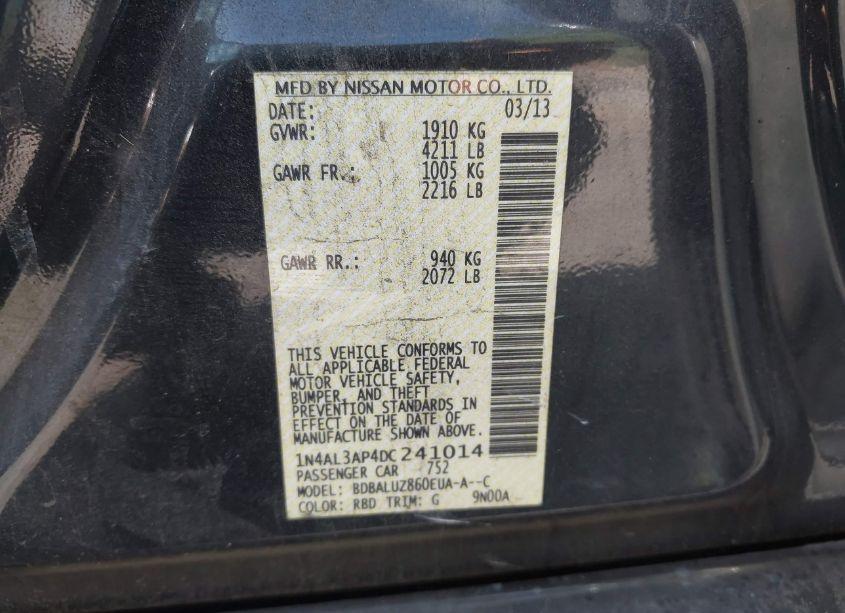 MFD BY NISSAN MOTOR CO., LTD.
DATE: 03/13
GVWR: 1910 KG
4211 LB
GAWR FR.: 1005 KG
2216 LB
GAWR RR.: 940 KG
2072 LB
THIS VEHICLE CONFORMS TO
ALL APPLICABLE FEDERAL
MOTOR VEHICLE SAFETY,
BUMPER, AND THEFT
PREVENTION STANDARDS IN
EFFECT ON THE DATE OF
MANUFACTURE SHOWN ABOVE.
1N4AL3AP4DC241014
PASSENGER CAR 752
MODEL: BDBALUZ860EUA-A--C
COLOR: RBD TRIM: G 9N00A